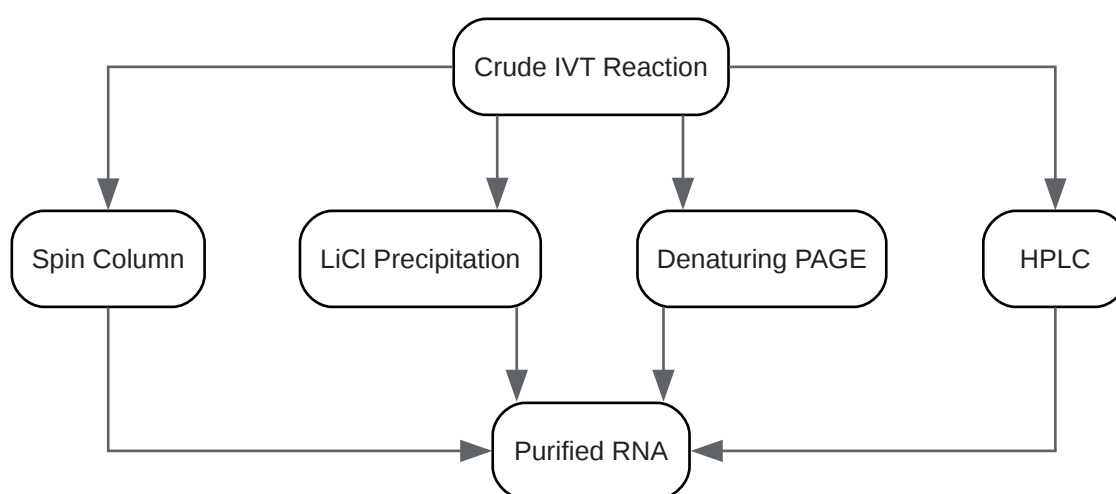 Crude IVT Reaction
Spin Column
LiCl Precipitation
Denaturing PAGE
HPLC
Purified RNA